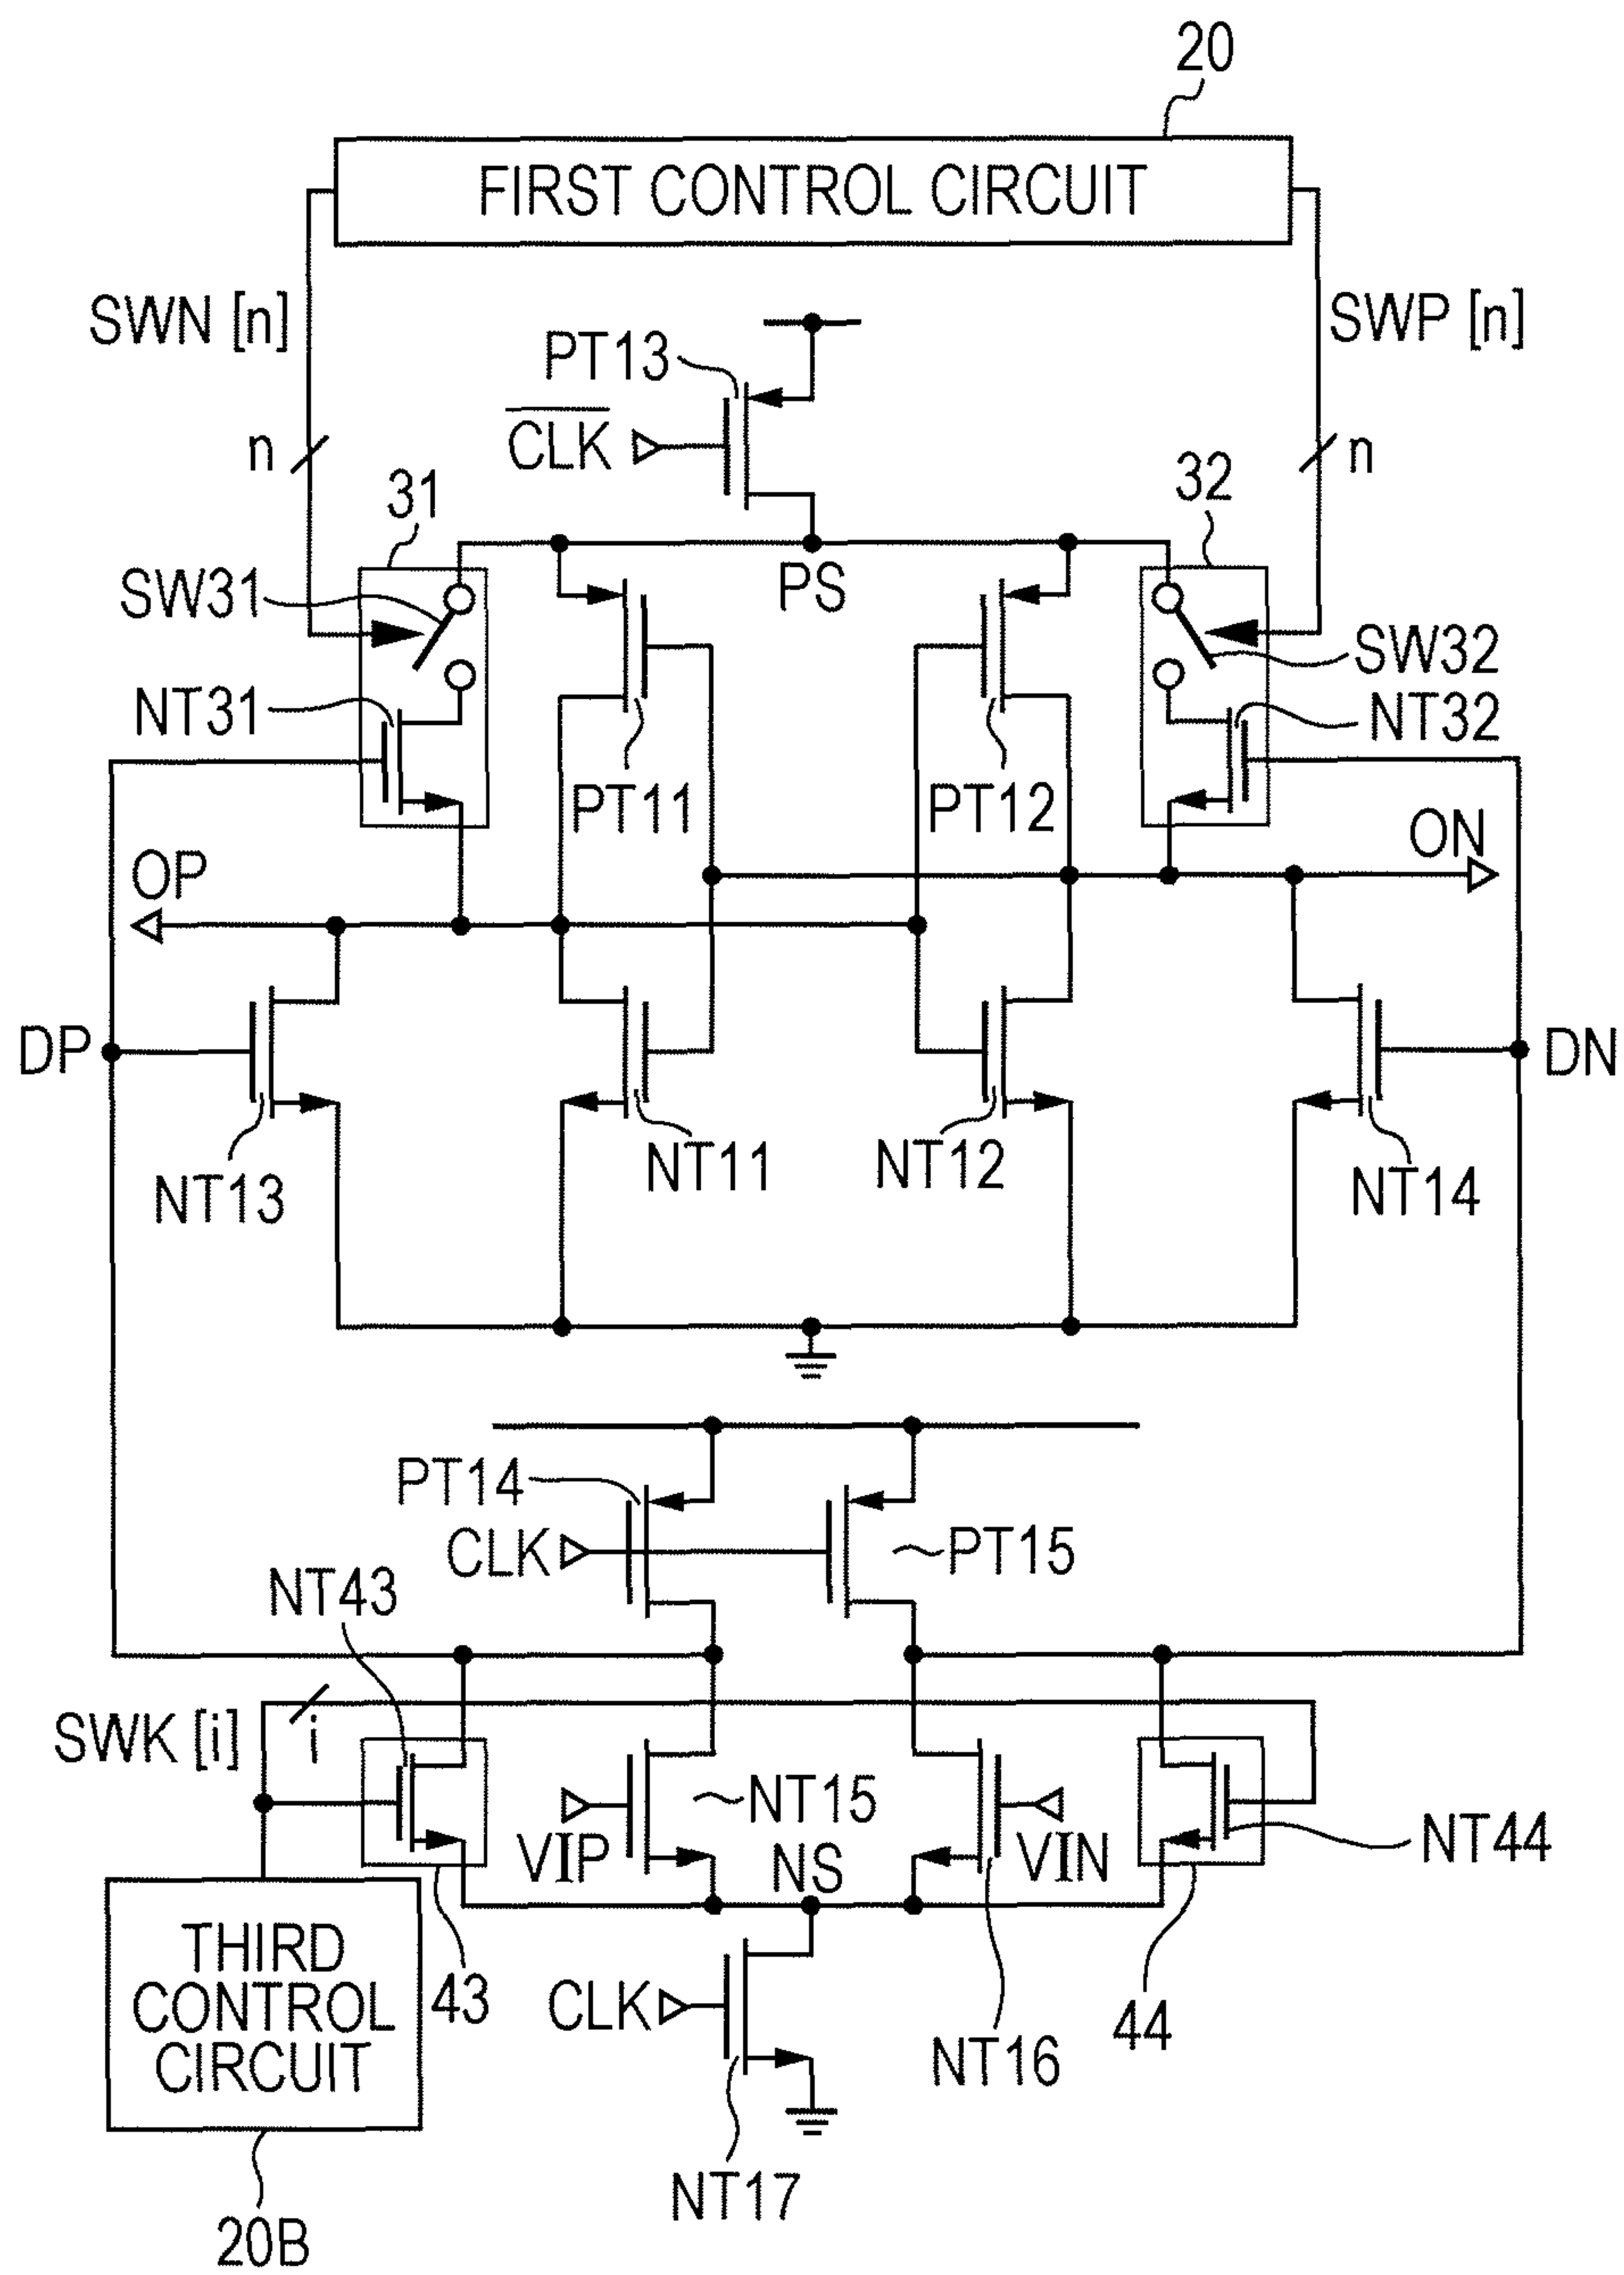 20
FIRST CONTROL CIRCUIT
SWN [n]
SWP [n]
PT13
CLK
n
n
31
32
SW31
PS
SW32
NT31
NT32
PT11
PT12
OP
ON
DP
DN
NT13
NT11
NT12
NT14
PT14
CLK
PT15
NT43
SWK [i]
i
NT15
VIP
NS
VIN
NT44
THIRD
CONTROL
CIRCUIT
43
CLK
NT16
44
NT17
20B